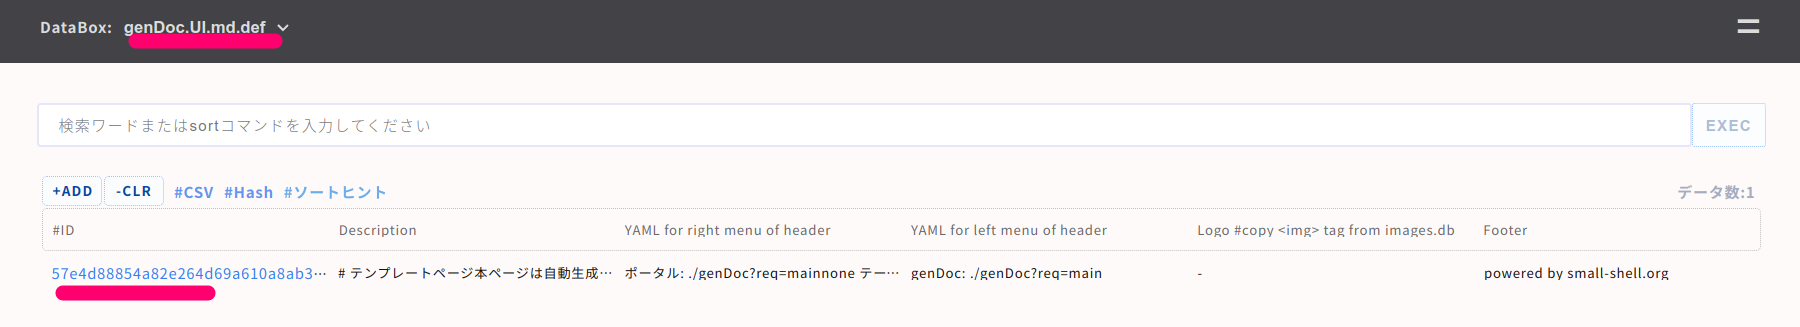 DataBox: genDoc.UI.md.def
検索ワードまたはsortコマンドを入力してください EXEC
+ADD -CLR #CSV #Hash #ソートヒント データ数:1
#ID Description YAML for right menu of header YAML for left menu of header Logo #copy <img> tag from images.db Footer
57e4d88854a82e264d69a610a8ab3… # テンプレートページ本ページは自動生成… ポータル: ./genDoc?req=mainnone テー… genDoc: ./genDoc?req=main - powered by small-shell.org